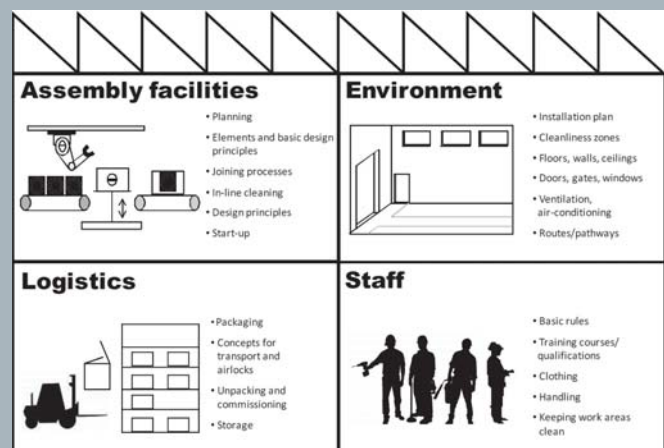 Assembly facilities
• Planning
• Elements and basic design
principles
• Joining processes
• In-line cleaning
• Design principles
• Start-up
Environment
• Installation plan
• Cleanliness zones
• Floors, walls, ceilings
• Doors, gates, windows
• Ventilation,
air-conditioning
• Routes/pathways
Logistics
• Packaging
• Concepts for
transport and
airlocks
• Unpacking and
commissioning
• Storage
Staff
• Basic rules
• Training courses/
qualifications
• Clothing
• Handling
• Keeping work areas
clean